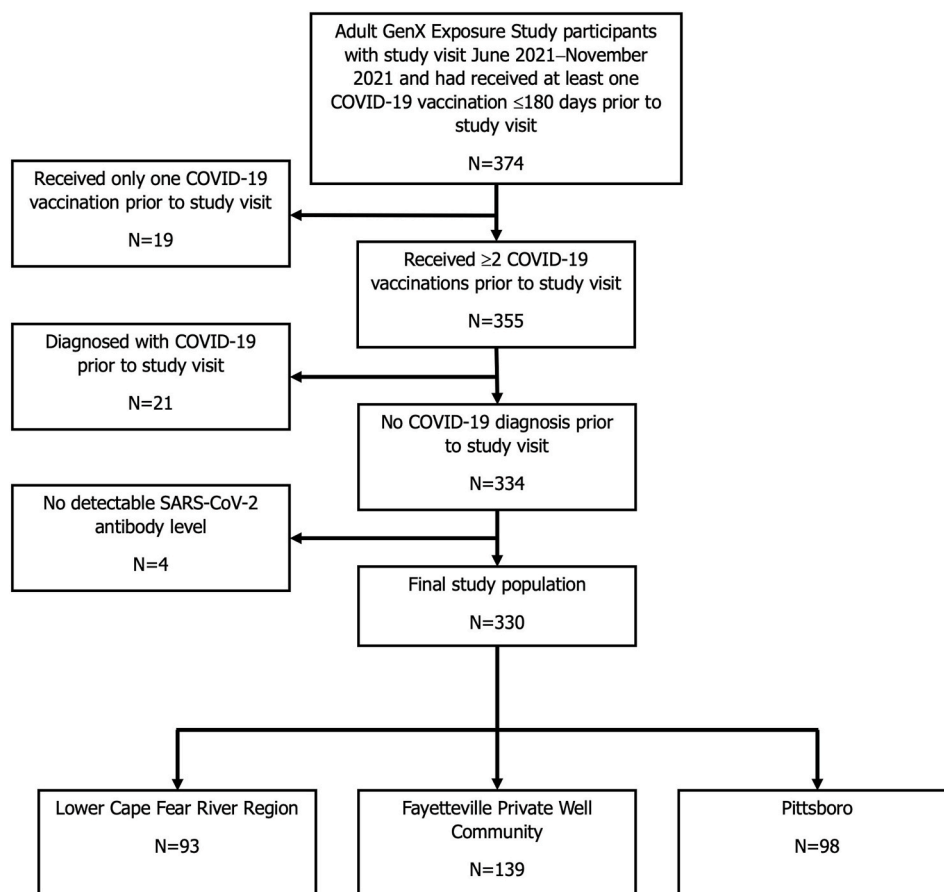 Adult GenX Exposure Study participants
with study visit June 2021–November
2021 and had received at least one
COVID-19 vaccination ≤180 days prior to
study visit
N=374
Received only one COVID-19
vaccination prior to study visit
N=19
Received ≥2 COVID-19
vaccinations prior to study visit
N=355
Diagnosed with COVID-19
prior to study visit
N=21
No COVID-19 diagnosis prior
to study visit
N=334
No detectable SARS-CoV-2
antibody level
N=4
Final study population
N=330
Lower Cape Fear River Region
N=93
Fayetteville Private Well
Community
N=139
Pittsboro
N=98